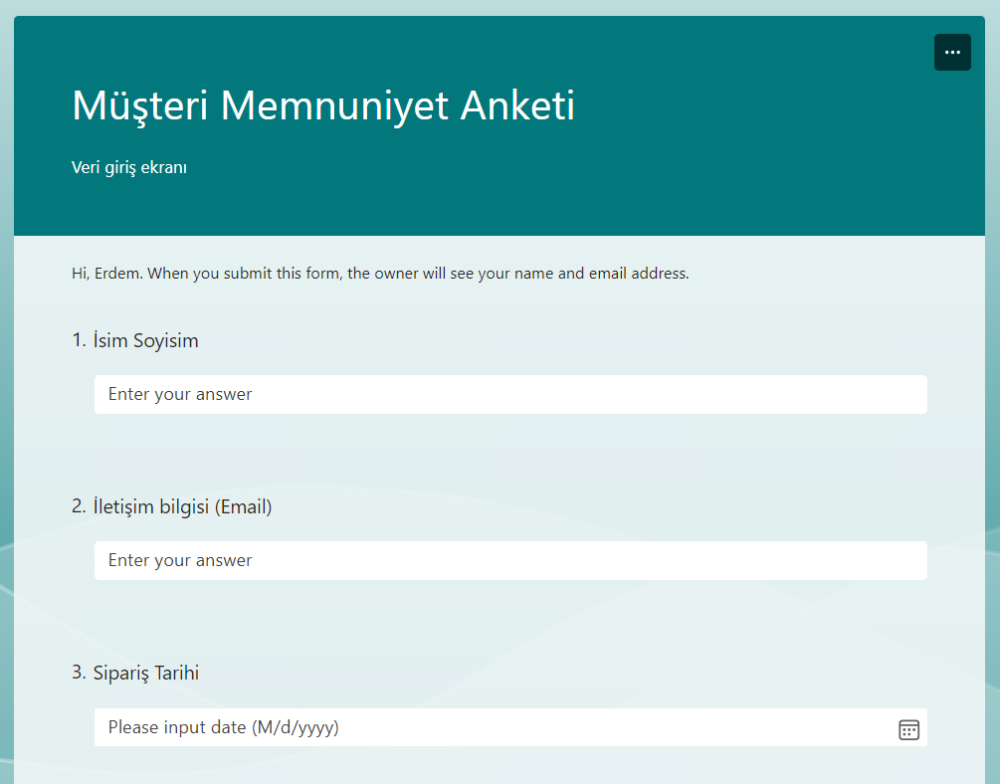 Müşteri Memnuniyet Anketi
Veri giriş ekranı
Hi, Erdem. When you submit this form, the owner will see your name and email address.
1. İsim Soyisim
Enter your answer
2. İletişim bilgisi (Email)
Enter your answer
3. Sipariş Tarihi
Please input date (M/d/yyyy)